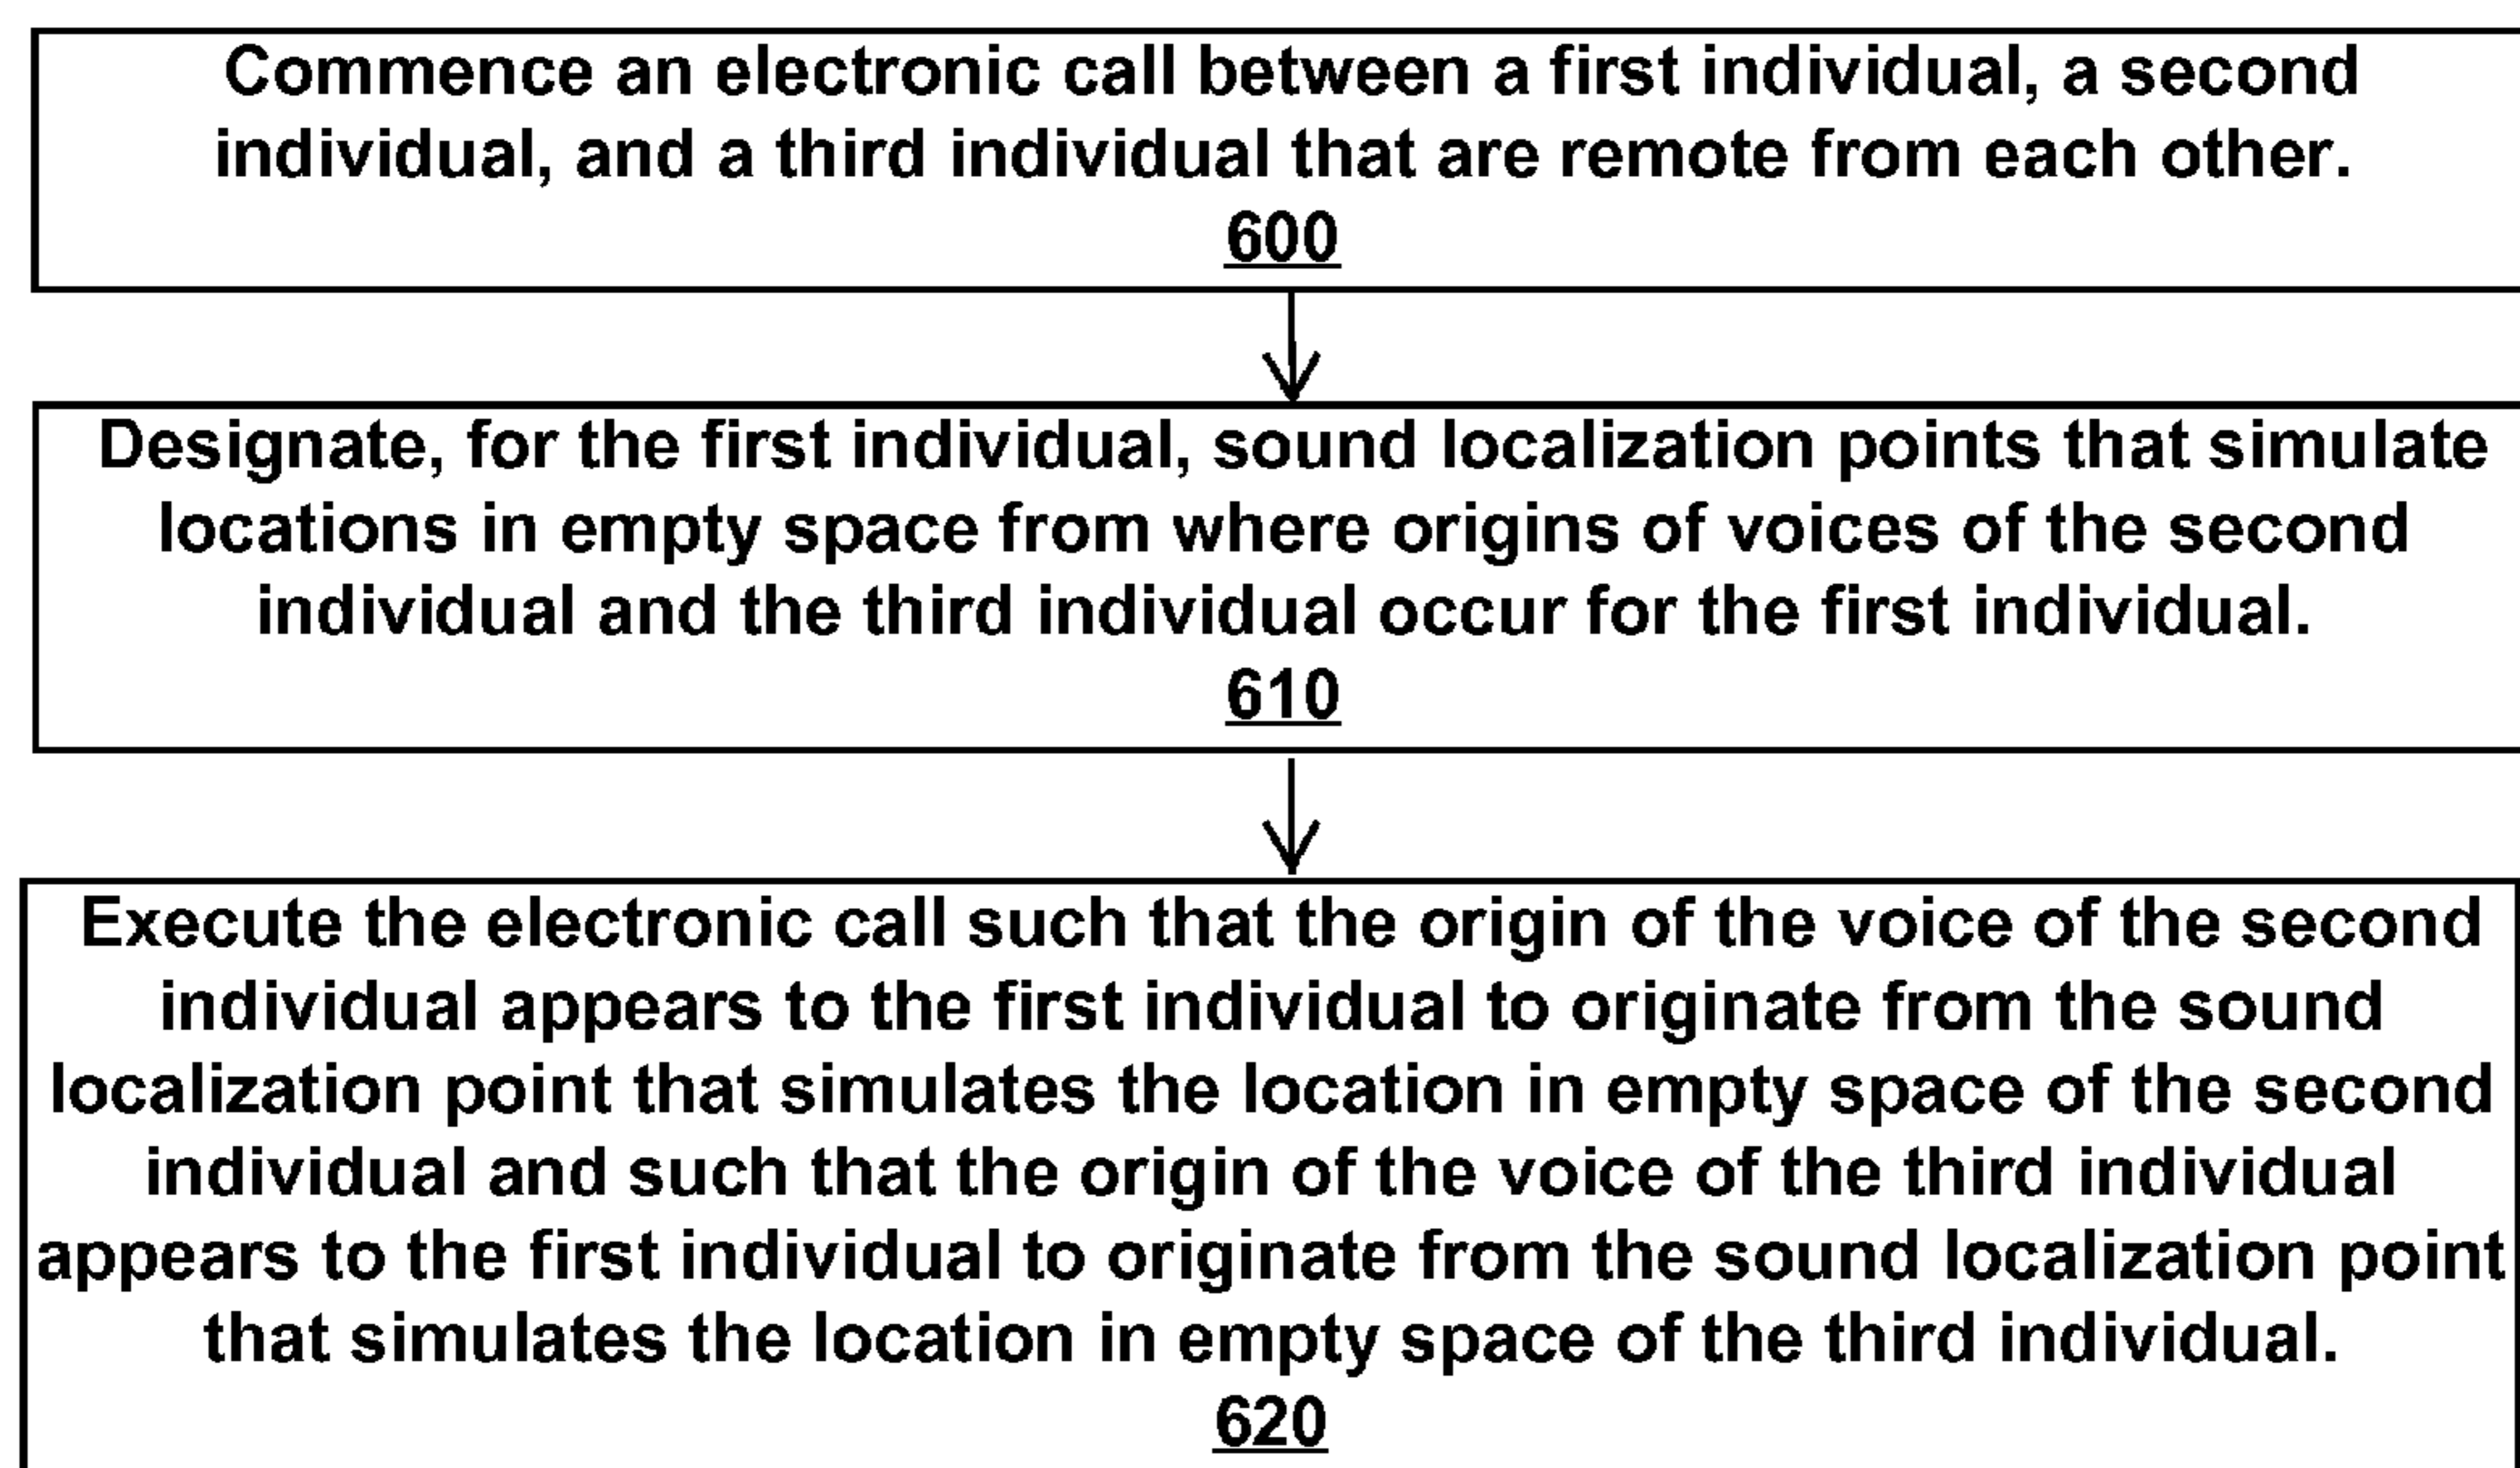 Commence an electronic call between a first individual, a second
individual, and a third individual that are remote from each other.
600
Designate, for the first individual, sound localization points that simulate
locations in empty space from where origins of voices of the second
individual and the third individual occur for the first individual.
610
Execute the electronic call such that the origin of the voice of the second
individual appears to the first individual to originate from the sound
localization point that simulates the location in empty space of the second
individual and such that the origin of the voice of the third individual
appears to the first individual to originate from the sound localization point
that simulates the location in empty space of the third individual.
620